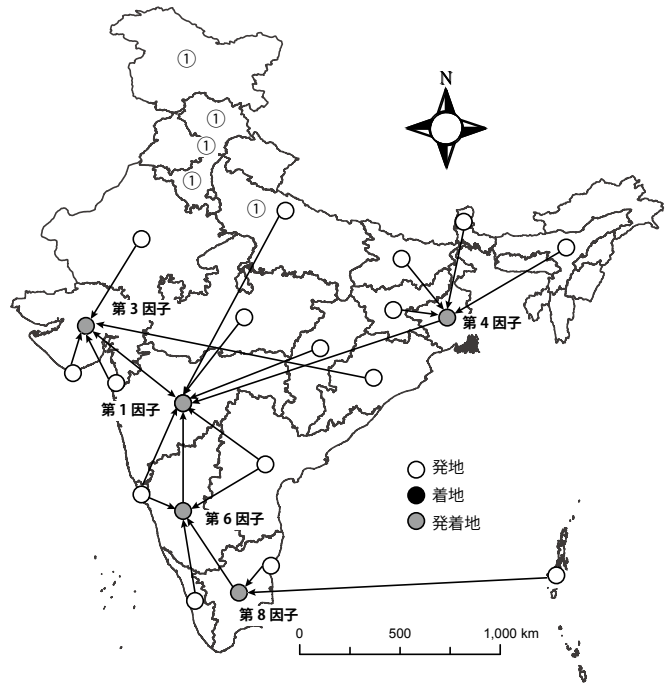 ①
N
①
①
①
①
第 3 因子
第 4 因子
第 1 因子
発地
着地
第 6 因子
発着地
第 8 因子
0 500 1,000 km